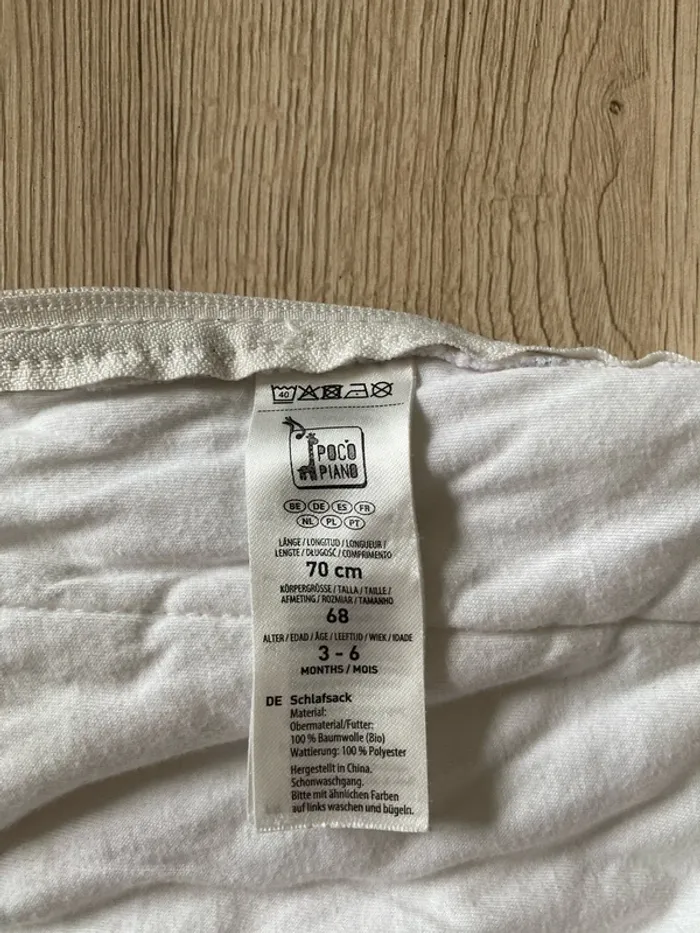 40
POCO
PIANO
BE DE ES FR
NL PL PT
LÄNGE / LONGITUD / LONGUEUR /
LENGTE / DŁUGOŚĆ / COMPRIMENTO
70 cm
KÖRPERGRÖSSE / TALLA / TAILLE /
AFMETING / ROZMIAR / TAMANHO
68
ALTER / EDAD / ÂGE / LEEFTIJD / WIEK / IDADE
3 - 6
MONTHS / MOIS
DE Schlafsack
Material:
Obermaterial/Futter:
100 % Baumwolle (Bio)
Wattierung: 100 % Polyester
Hergestellt in China.
Schonwaschgang.
Bitte mit ähnlichen Farben
auf links waschen und bügeln.